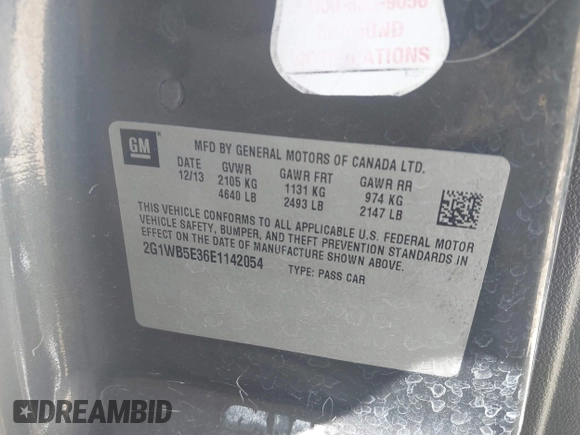 9056
MFD BY GENERAL MOTORS OF CANADA LTD.
GM
DATE GVWR GAWR FRT GAWR RR
12/13 2105 KG 1131 KG 974 KG
4640 LB 2493 LB 2147 LB
THIS VEHICLE CONFORMS TO ALL APPLICABLE U.S. FEDERAL MOTOR
VEHICLE SAFETY, BUMPER, AND THEFT PREVENTION STANDARDS IN
EFFECT ON THE DATE OF MANUFACTURE SHOWN ABOVE.
2G1WB5E36E1142054 TYPE: PASS CAR
DREAMBID